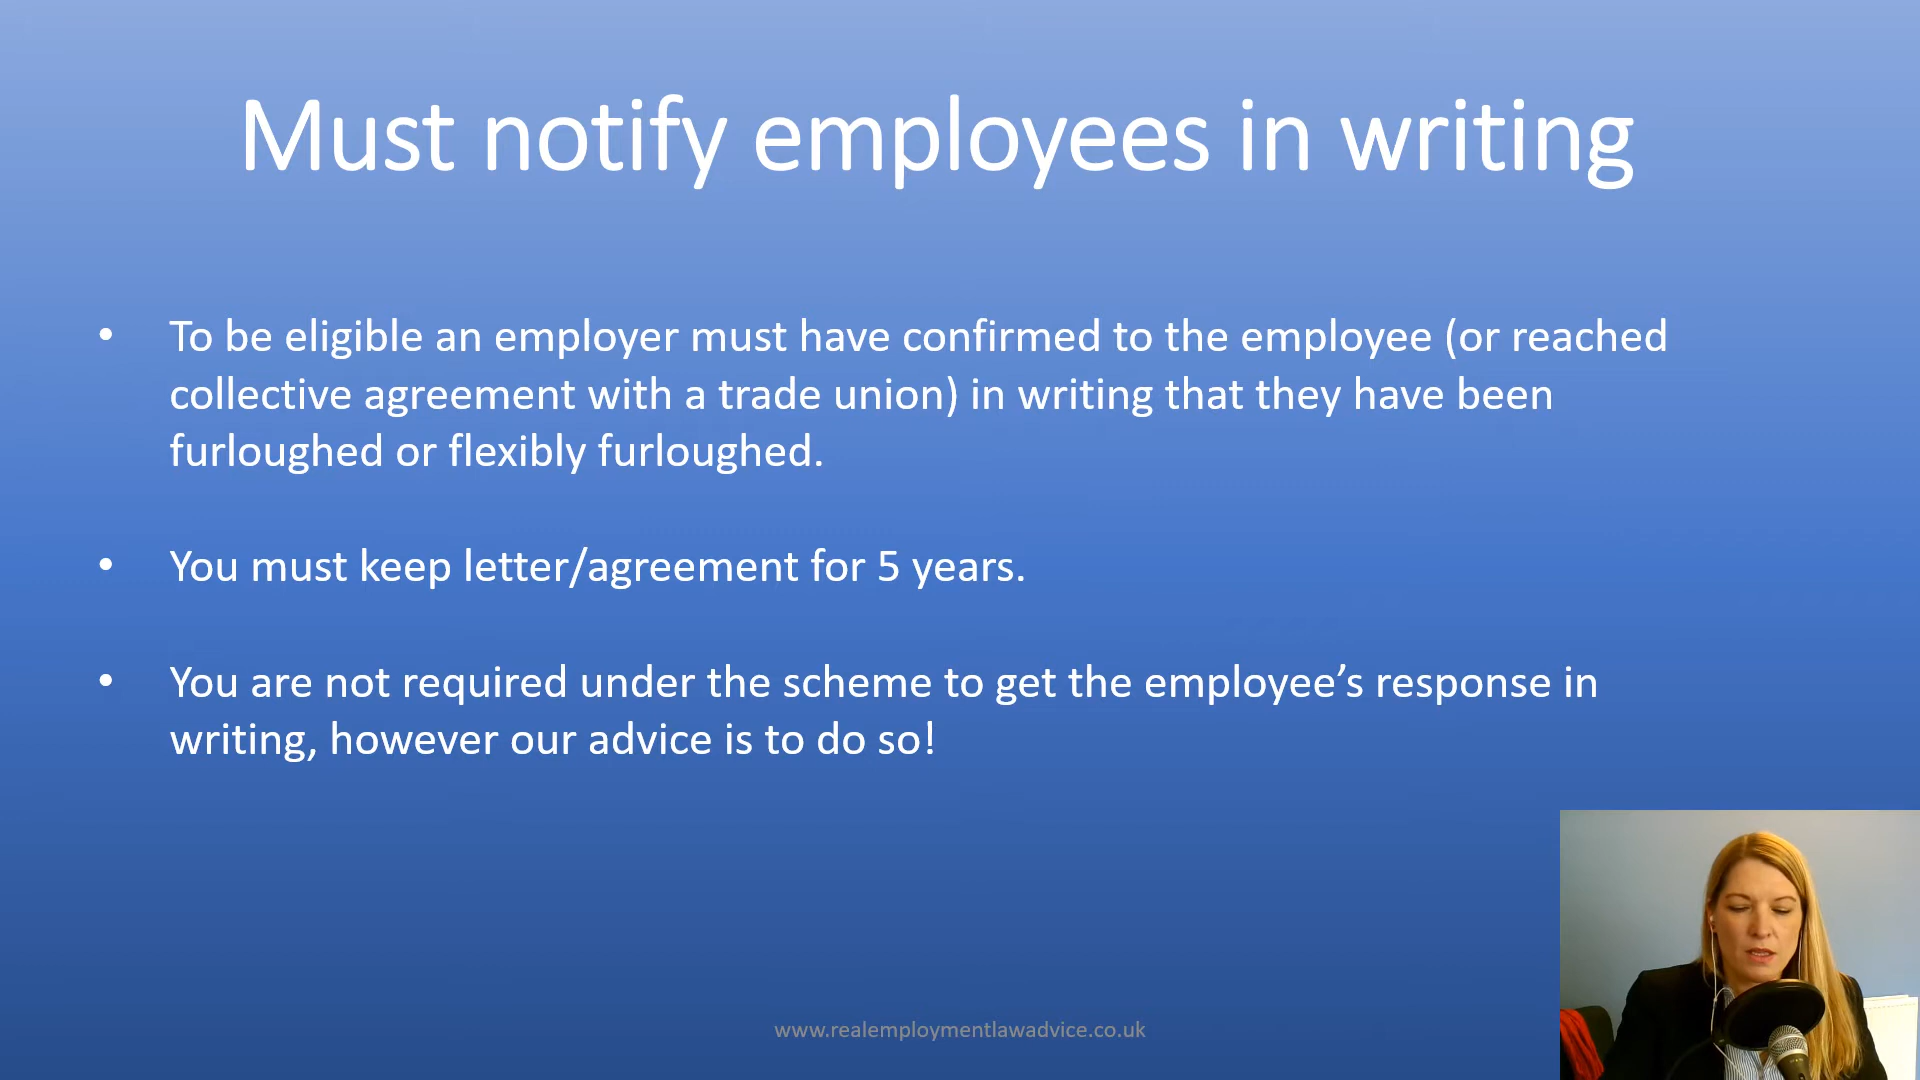 Must notify employees in writing
• To be eligible an employer must have confirmed to the employee (or reached
collective agreement with a trade union) in writing that they have been
furloughed or flexibly furloughed.
• You must keep letter/agreement for 5 years.
• You are not required under the scheme to get the employee’s response in
writing, however our advice is to do so!
www.realemploymentlawadvice.co.uk